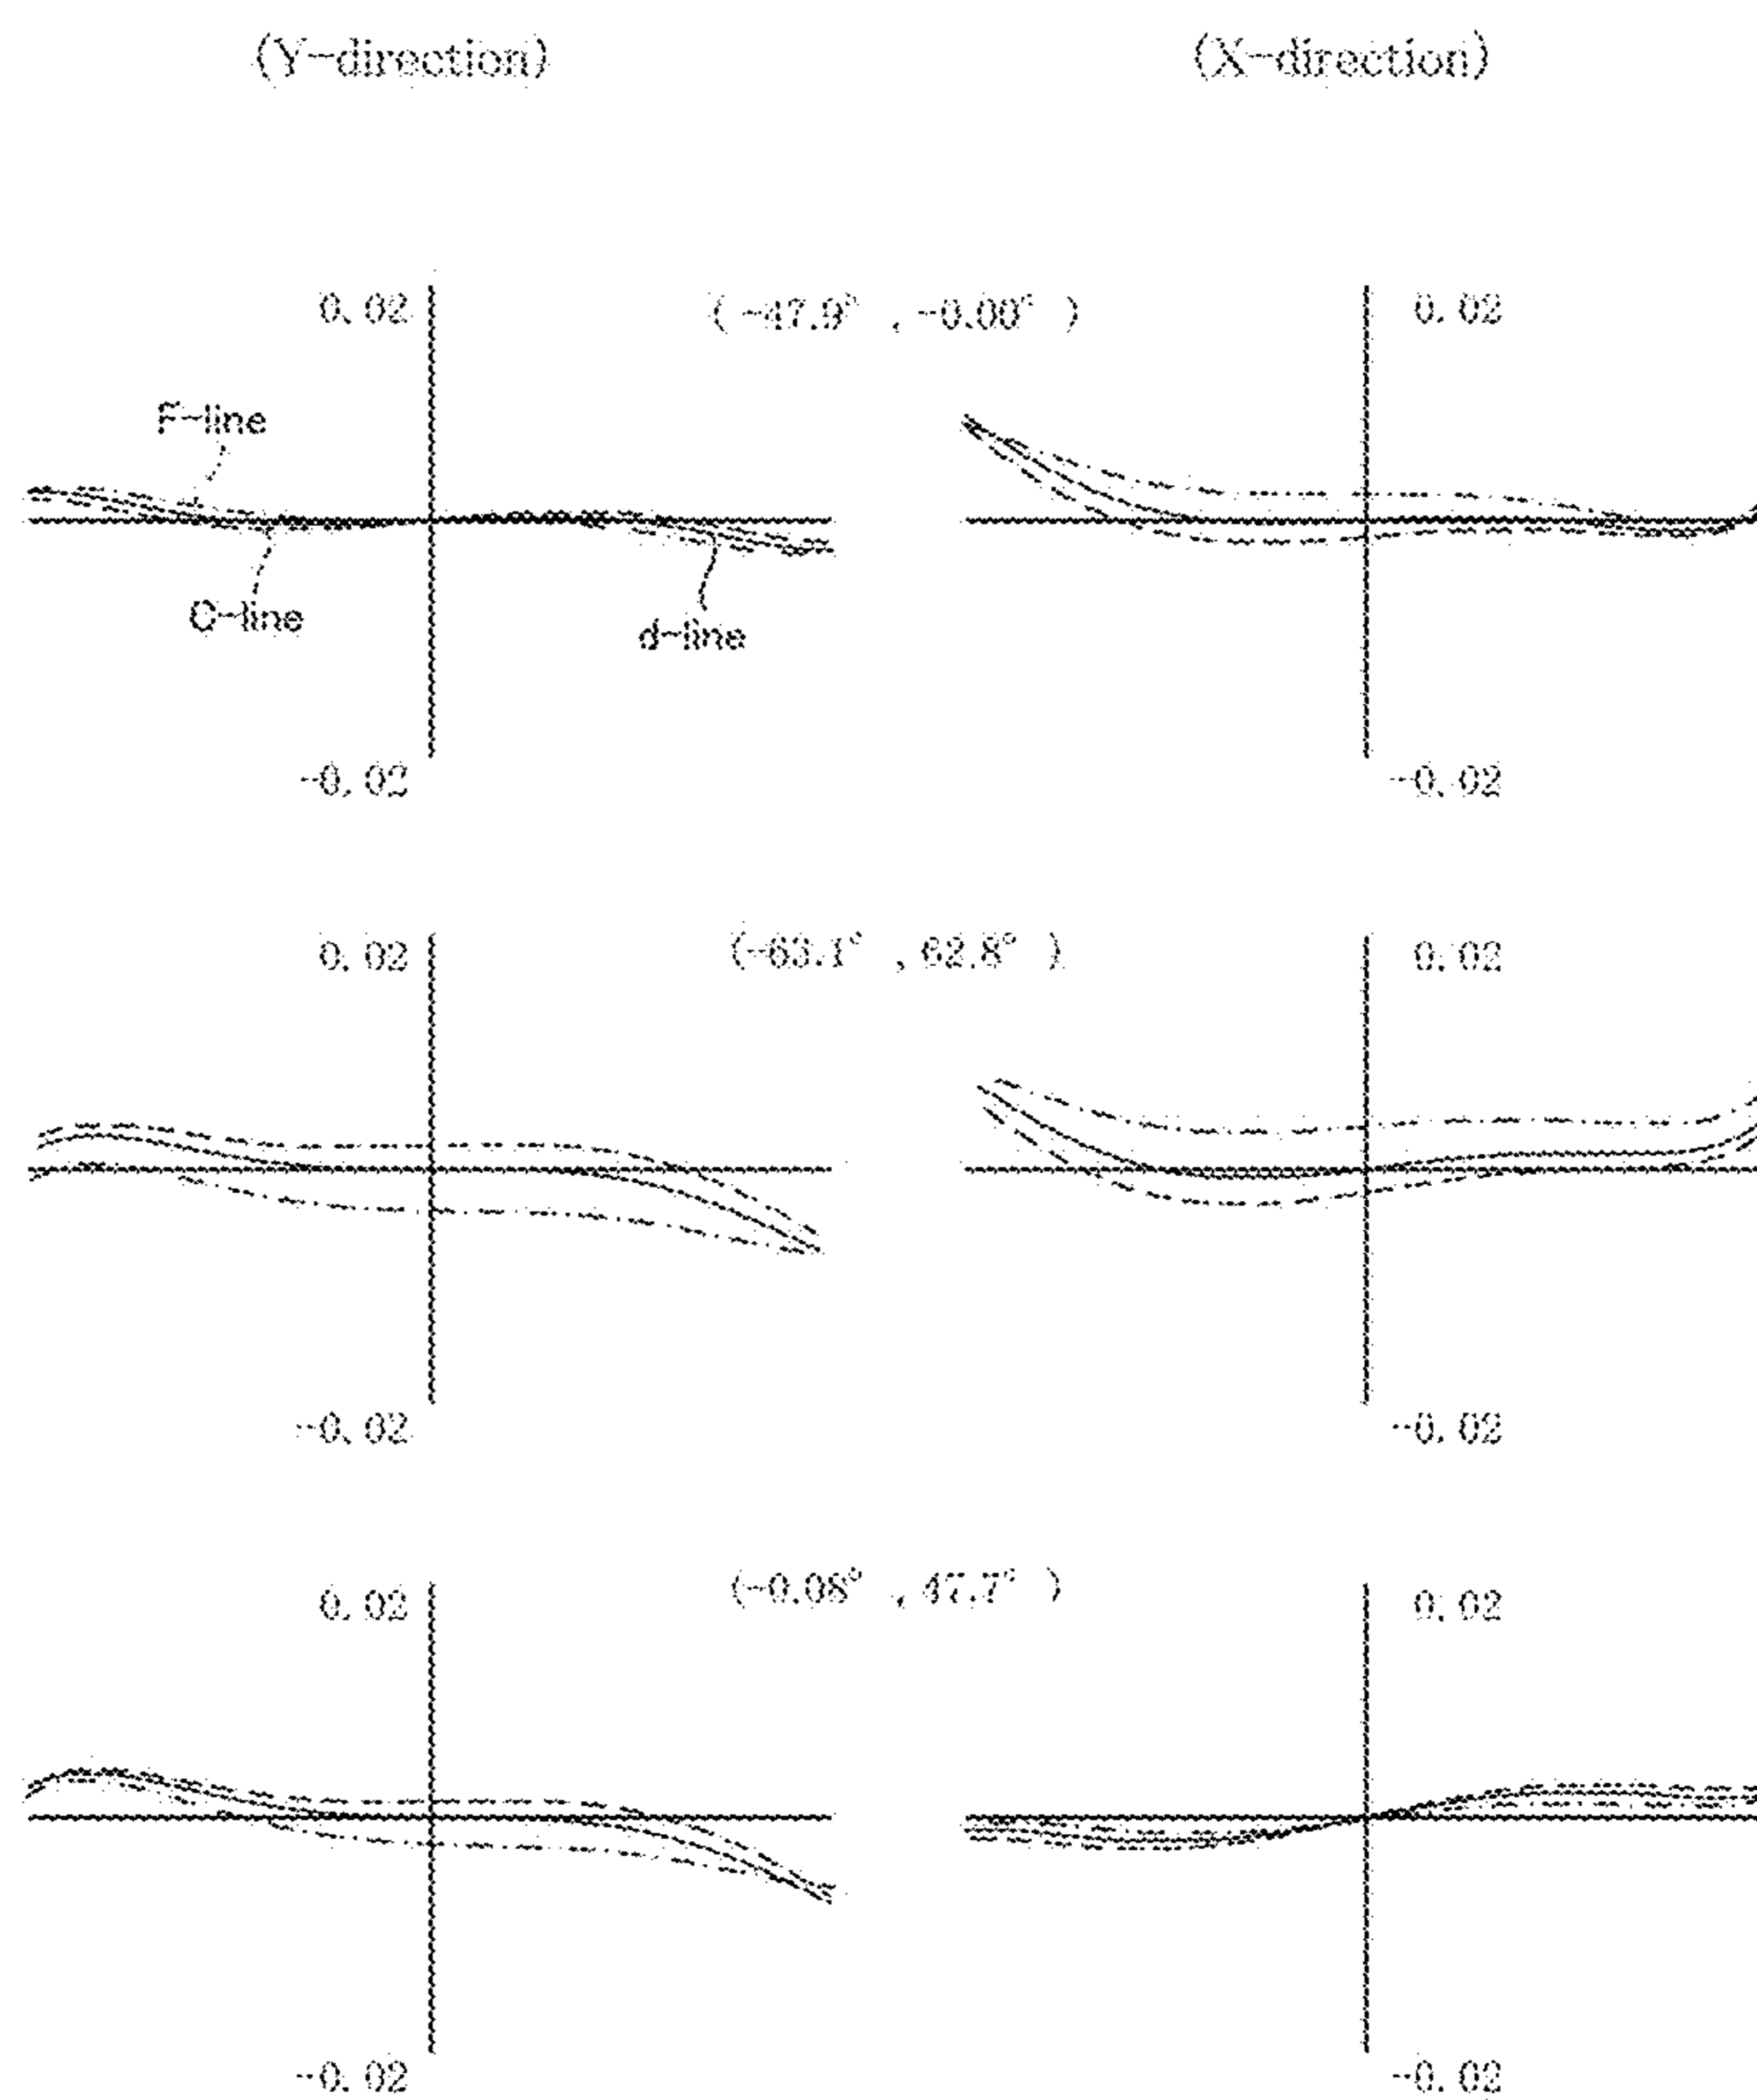 (Y-direction) (X-direction)
0.02 (-47.9° , -0.00° ) 0.02
F-line
C-line
d-line
-0.02 -0.02
0.02 (-63.1° , 62.8° ) 0.02
-0.02 -0.02
0.02 (-0.08° , 47.7° ) 0.02
-0.02 -0.02